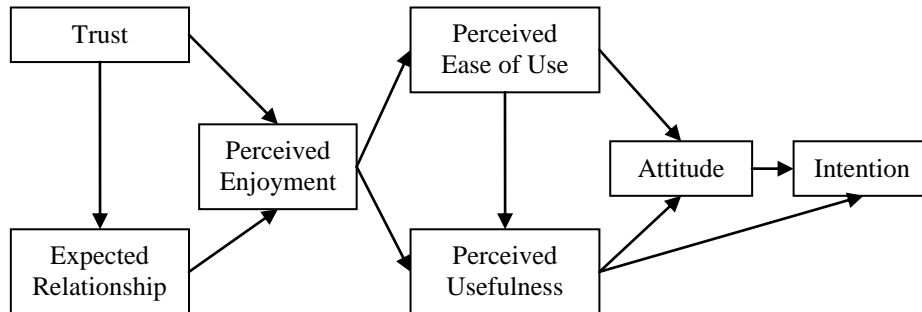 Trust
Perceived
Ease of Use
Perceived
Enjoyment
Attitude
Intention
Expected
Relationship
Perceived
Usefulness